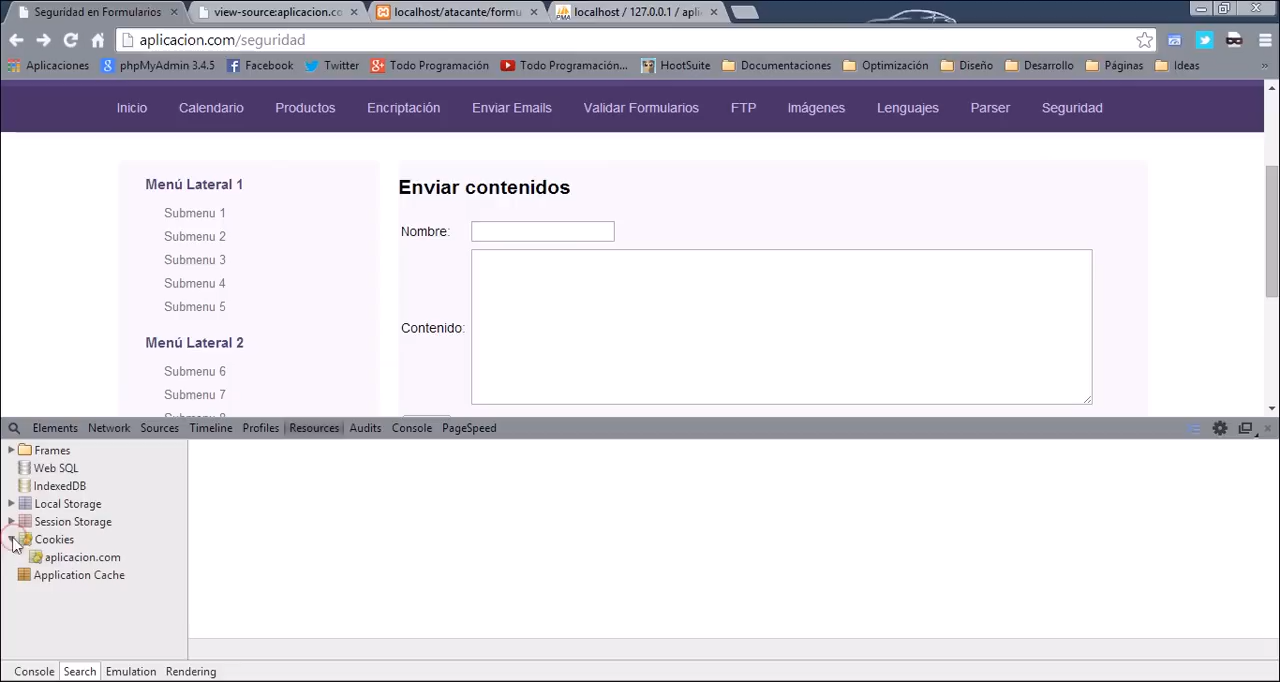 Seguridad en Formularios
view-source:aplicacion.co
localhost/atacante/formu
localhost / 127.0.0.1 / apli
aplicacion.com/seguridad
Aplicaciones phpMyAdmin 3.4.5 Facebook Twitter Todo Programación Todo Programación... HootSuite Documentaciones Optimización Diseño Desarrollo Páginas Ideas »
Inicio Calendario Productos Encriptación Enviar Emails Validar Formularios FTP Imágenes Lenguajes Parser Seguridad
Menú Lateral 1
Submenu 1
Submenu 2
Submenu 3
Submenu 4
Submenu 5
Menú Lateral 2
Submenu 6
Submenu 7
Enviar contenidos
Nombre:
Contenido:
Elements Network Sources Timeline Profiles Resources Audits Console PageSpeed
Frames
Web SQL
IndexedDB
Local Storage
Session Storage
Cookies
aplicacion.com
Application Cache
Console Search Emulation Rendering